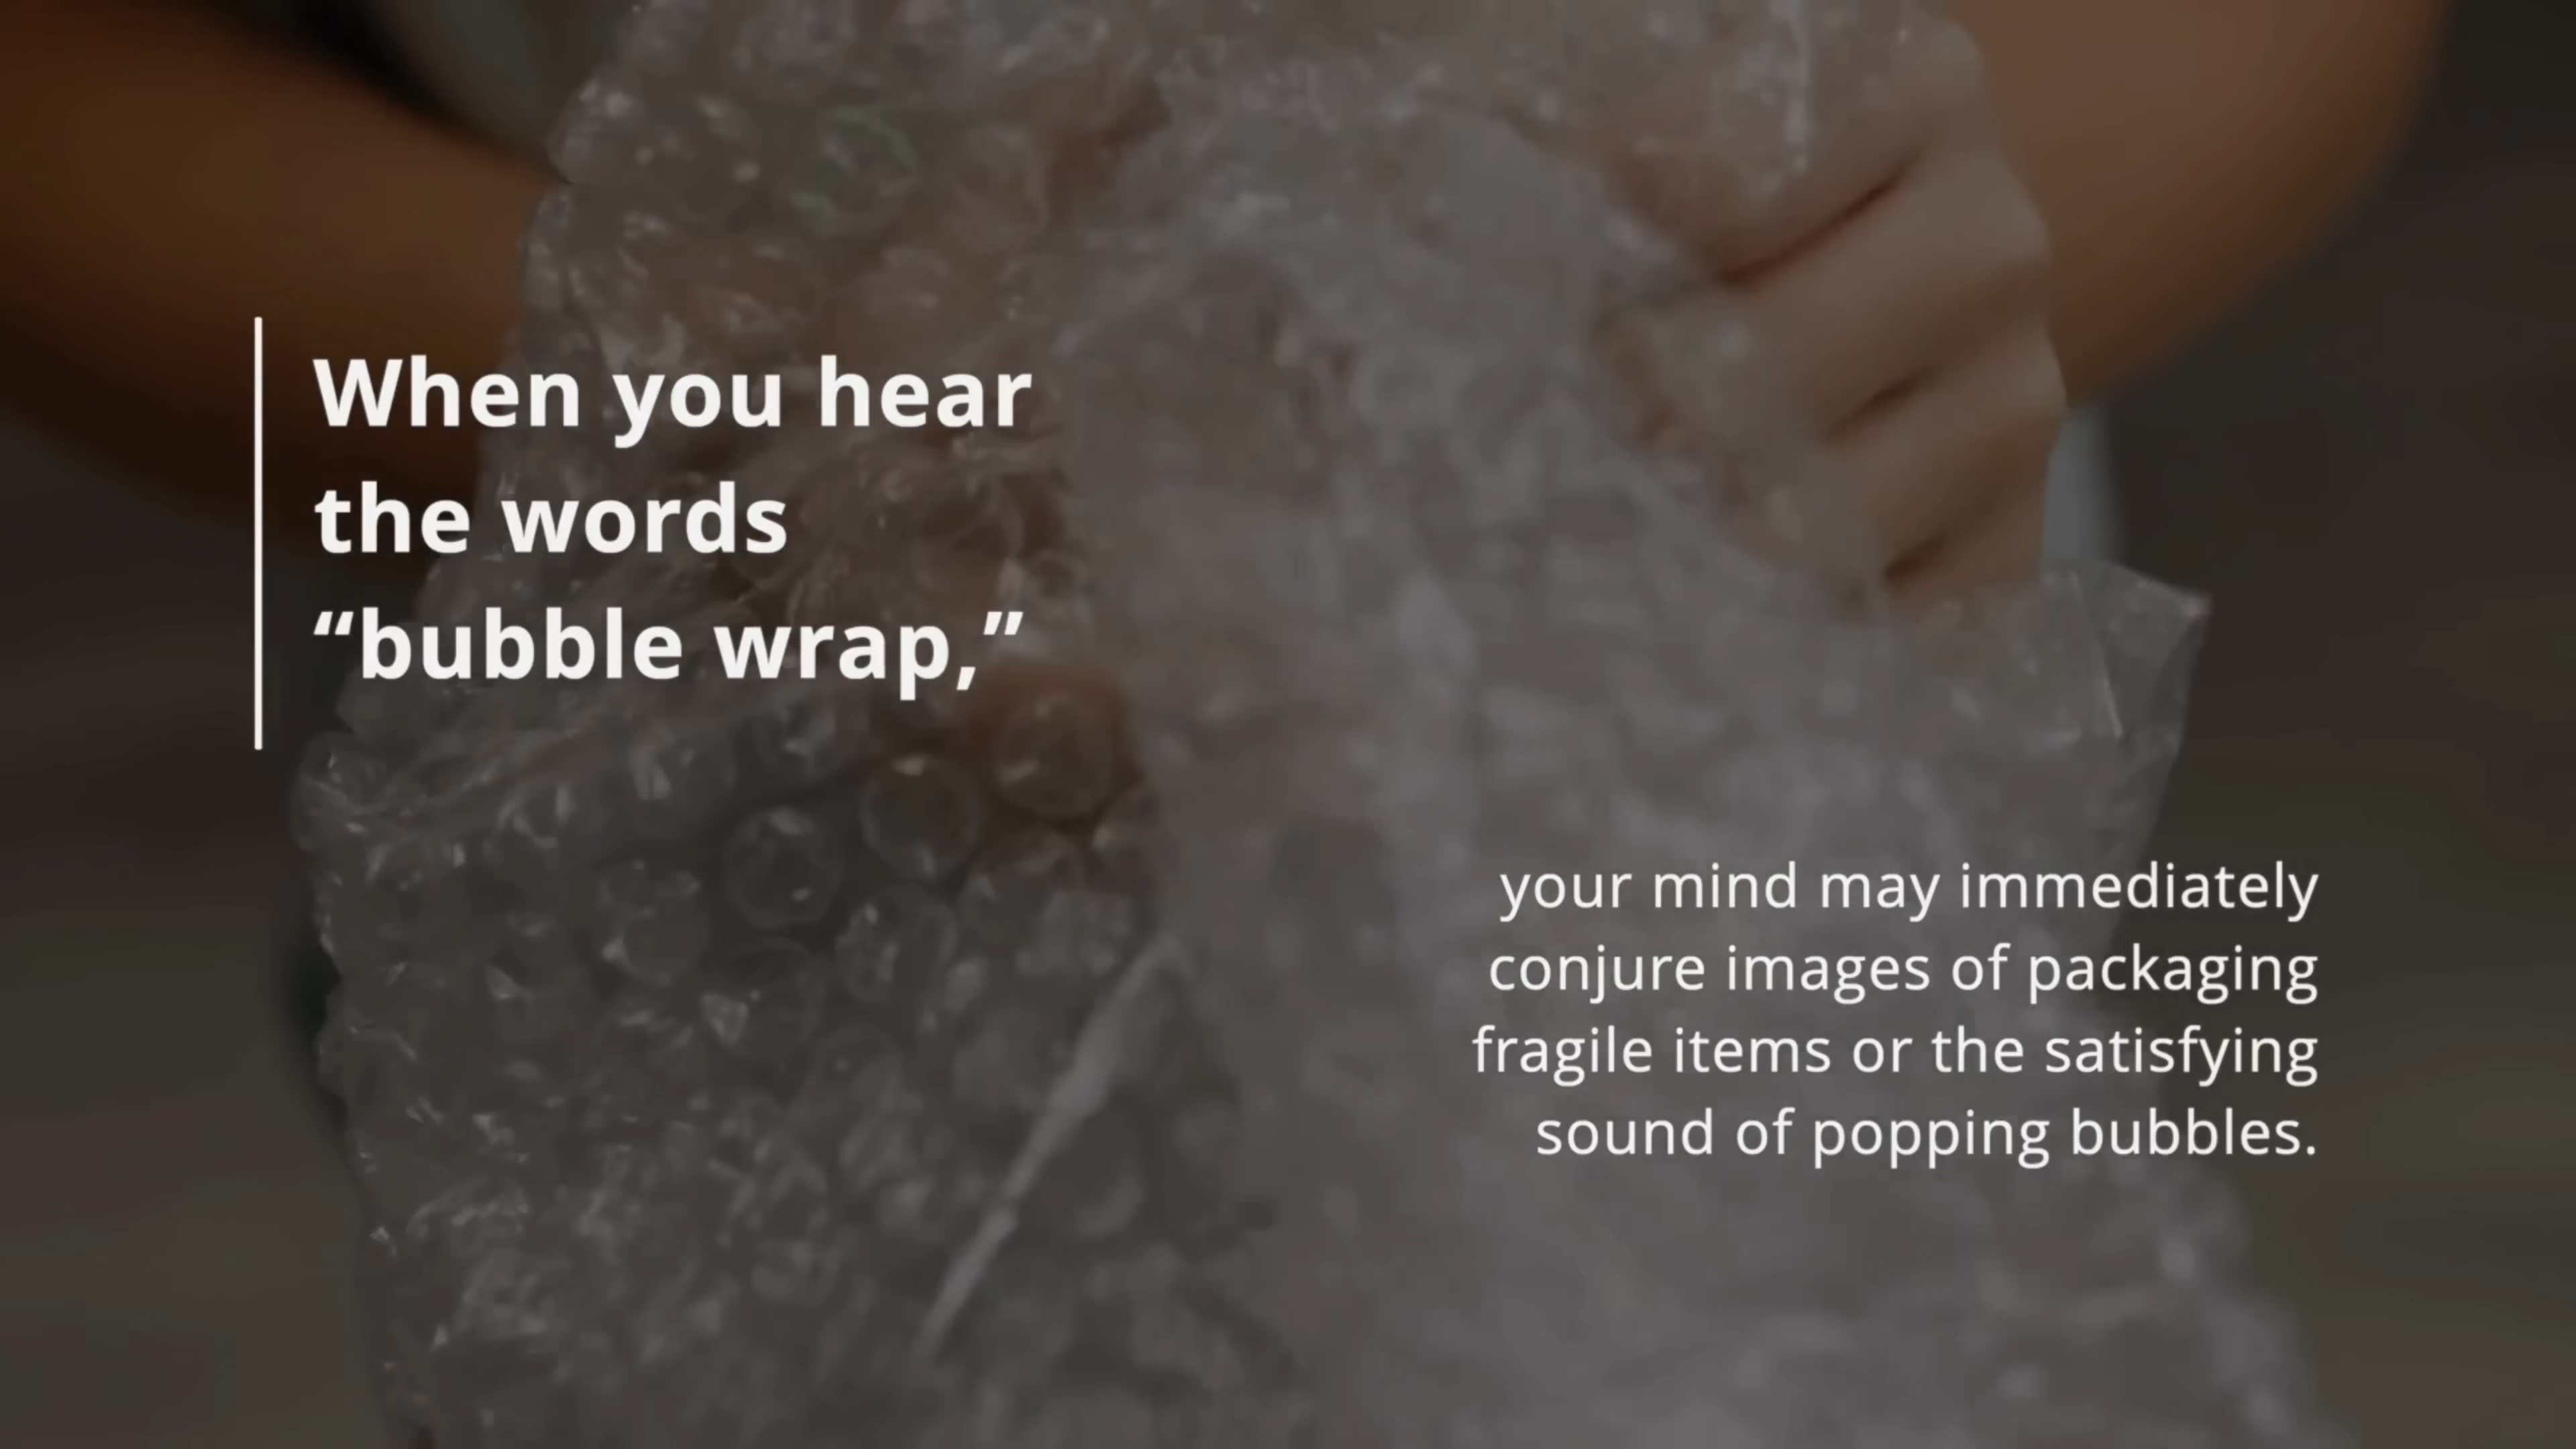 When you hear
the words
“bubble wrap,”
your mind may immediately
conjure images of packaging
fragile items or the satisfying
sound of popping bubbles.